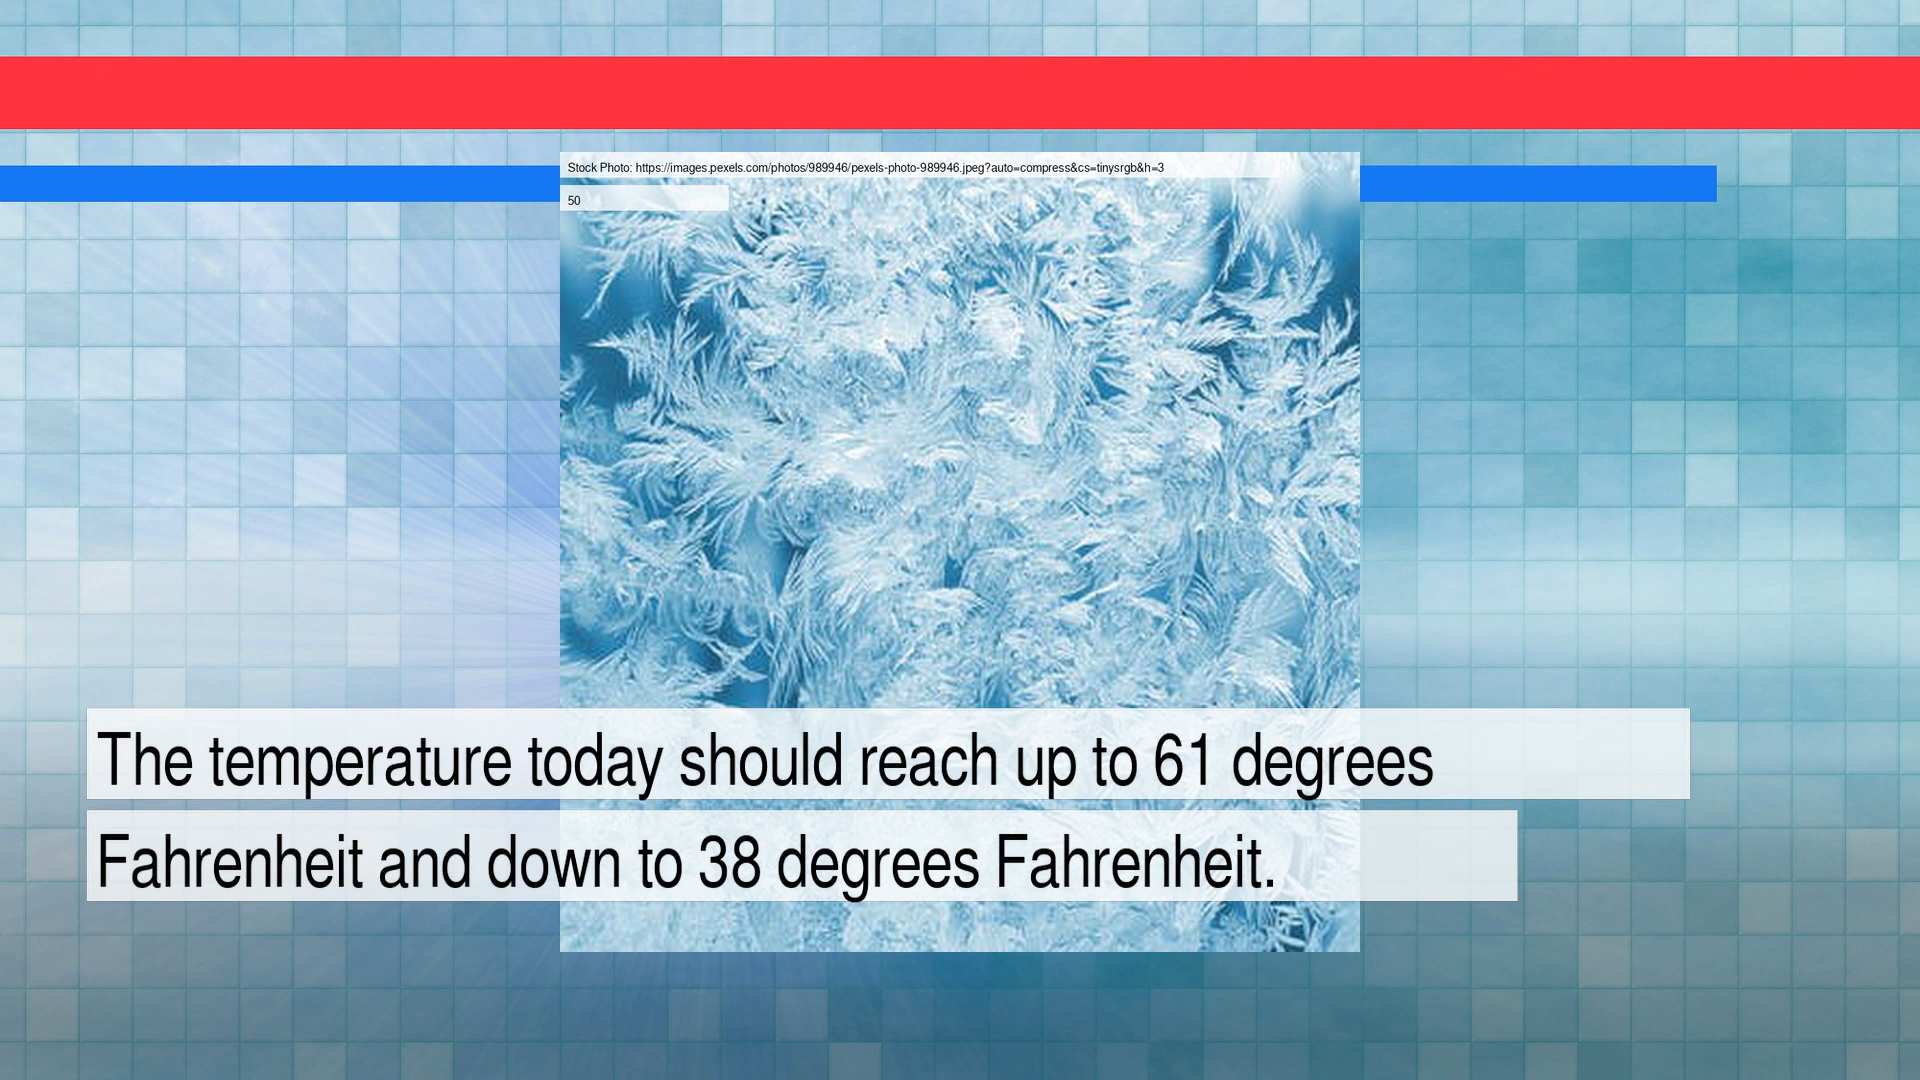 Stock Photo: https://images.pexels.com/photos/989946/pexels-photo-989946.jpeg?auto=compress&cs=tinysrgb&h=3
50
The temperature today should reach up to 61 degrees
Fahrenheit and down to 38 degrees Fahrenheit.